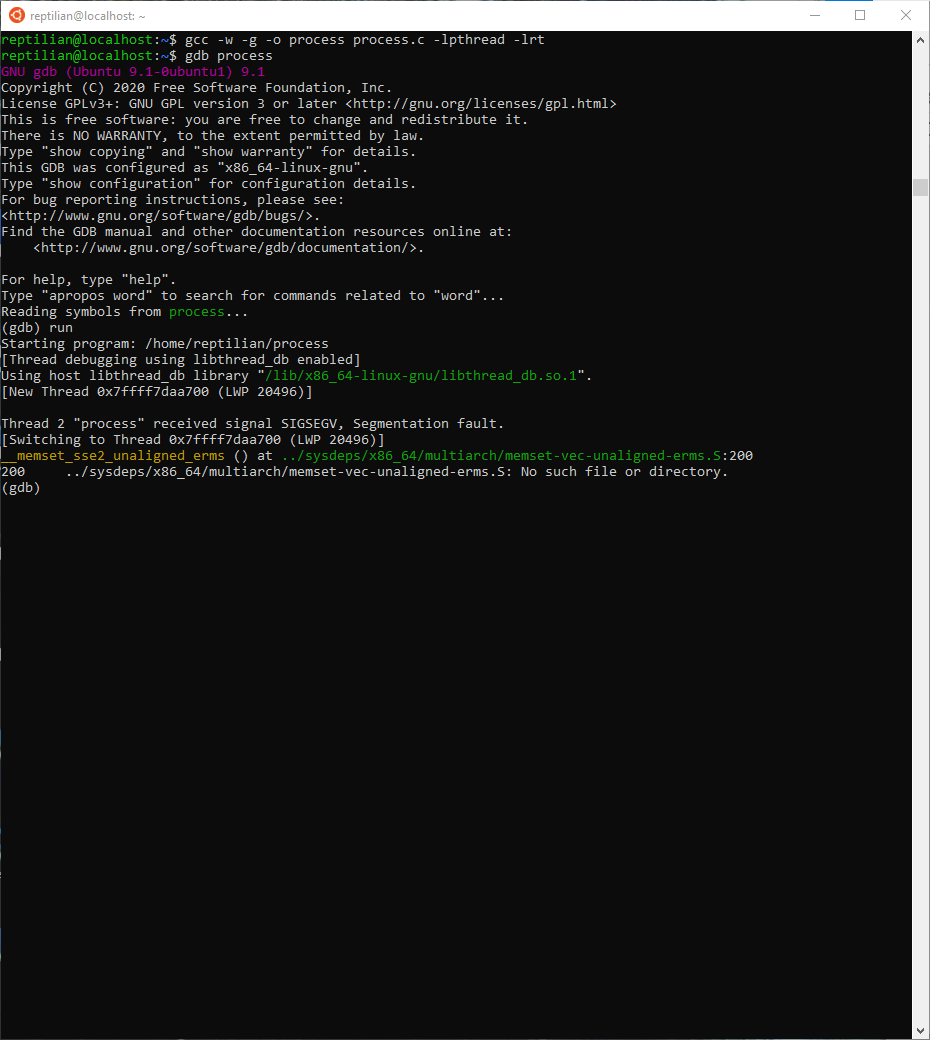 reptilian@localhost: ~
reptilian@localhost:~$ gcc -w -g -o process process.c -lpthread -lrt
reptilian@localhost:~$ gdb process
GNU gdb (Ubuntu 9.1-0ubuntu1) 9.1
Copyright (C) 2020 Free Software Foundation, Inc.
License GPLv3+: GNU GPL version 3 or later <http://gnu.org/licenses/gpl.html>
This is free software: you are free to change and redistribute it.
There is NO WARRANTY, to the extent permitted by law.
Type "show copying" and "show warranty" for details.
This GDB was configured as "x86_64-linux-gnu".
Type "show configuration" for configuration details.
For bug reporting instructions, please see:
<http://www.gnu.org/software/gdb/bugs/>.
Find the GDB manual and other documentation resources online at:
    <http://www.gnu.org/software/gdb/documentation/>.

For help, type "help".
Type "apropos word" to search for commands related to "word"...
Reading symbols from process...
(gdb) run
Starting program: /home/reptilian/process
[Thread debugging using libthread_db enabled]
Using host libthread_db library "/lib/x86_64-linux-gnu/libthread_db.so.1".
[New Thread 0x7ffff7daa700 (LWP 20496)]

Thread 2 "process" received signal SIGSEGV, Segmentation fault.
[Switching to Thread 0x7ffff7daa700 (LWP 20496)]
__memset_sse2_unaligned_erms () at ../sysdeps/x86_64/multiarch/memset-vec-unaligned-erms.S:200
200     ../sysdeps/x86_64/multiarch/memset-vec-unaligned-erms.S: No such file or directory.
(gdb)